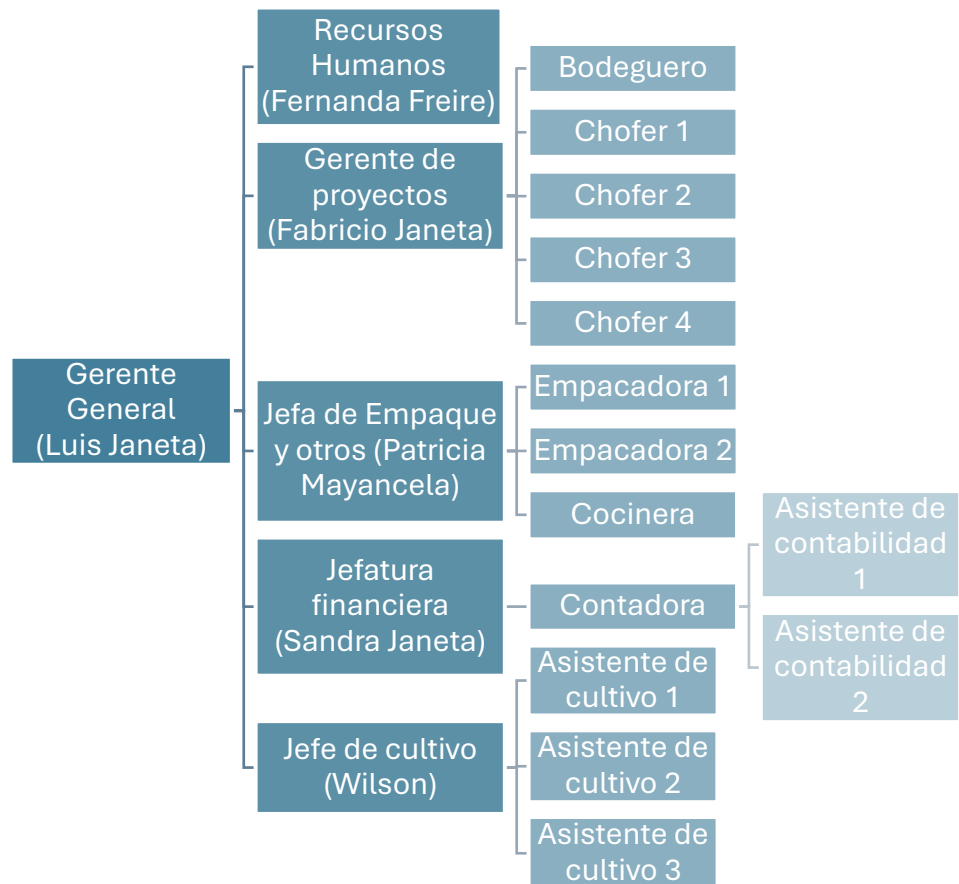 Gerente
General
(Luis Janeta)
Recursos
Humanos
(Fernanda Freire)
Gerente de
proyectos
(Fabricio Janeta)
Bodeguero
Chofer 1
Chofer 2
Chofer 3
Chofer 4
Jefa de Empaque
y otros (Patricia
Mayancela)
Empacadora 1
Empacadora 2
Cocinera
Jefatura
financiera
(Sandra Janeta)
Contadora
Asistente de
contabilidad
1
Asistente de
contabilidad
2
Jefe de cultivo
(Wilson)
Asistente de
cultivo 1
Asistente de
cultivo 2
Asistente de
cultivo 3